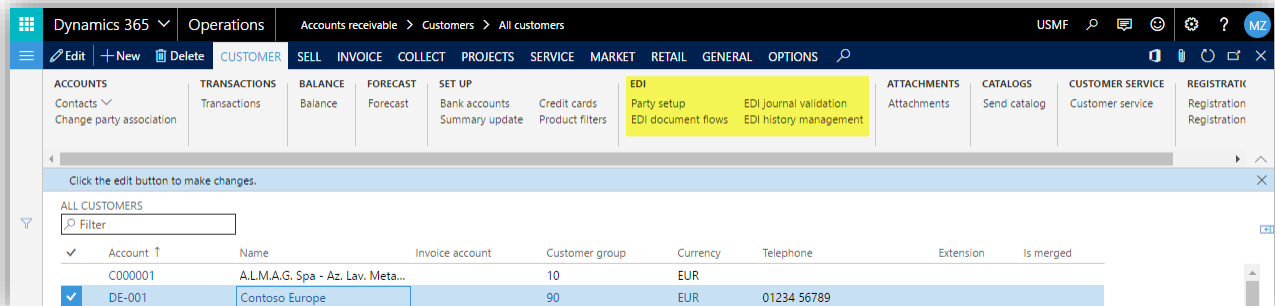 Dynamics 365 Operations Accounts receivable > Customers > All customers USMF ? MZ
Edit + New Delete CUSTOMER SELL INVOICE COLLECT PROJECTS SERVICE MARKET RETAIL GENERAL OPTIONS
ACCOUNTS TRANSACTIONS BALANCE FORECAST SET UP EDI ATTACHMENTS CATALOGS CUSTOMER SERVICE REGISTRATIO
Contacts Transactions Balance Forecast Bank accounts Credit cards Party setup EDI journal validation Attachments Send catalog Customer service Registration
Change party association Summary update Product filters EDI document flows EDI history management Registration
Click the edit button to make changes.
ALL CUSTOMERS
Filter
Account ↑ Name Invoice account Customer group Currency Telephone Extension Is merged
C000001 A.L.M.A.G. Spa - Az. Lav. Meta... 10 EUR
DE-001 Contoso Europe 90 EUR 01234 56789